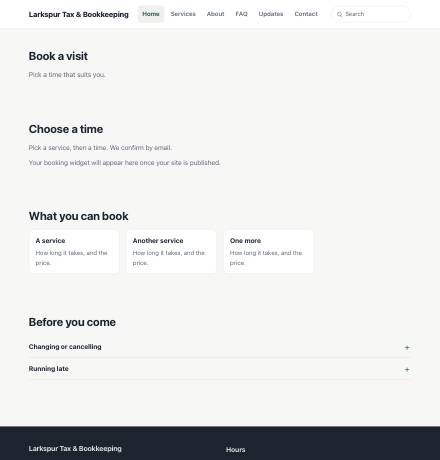 Larkspur Tax & Bookkeeping Home Services About FAQ Updates Contact Search
Book a visit
Pick a time that suits you.
Choose a time
Pick a service, then a time. We confirm by email.
Your booking widget will appear here once your site is published.
What you can book
A service
How long it takes, and the
price.
Another service
How long it takes, and the
price.
One more
How long it takes, and the
price.
Before you come
Changing or cancelling +
Running late +
Larkspur Tax & Bookkeeping
Hours